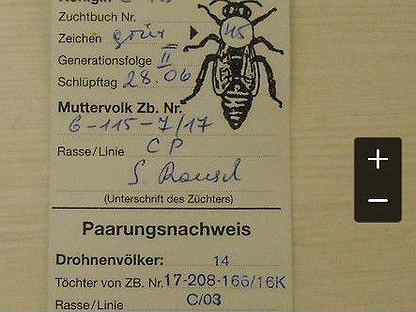 Zuchtbuch Nr.
Zeichen grün 45
Generationsfolge II
Schlüpftag 28.06
Muttervolk Zb. Nr.
6-115-7/17
Rasse/Linie CP
(Unterschrift des Züchters)
Paarungsnachweis
Drohnenvölker: 14
Töchter von ZB. Nr. 17-208-166/16K
Rasse/Linie C/03